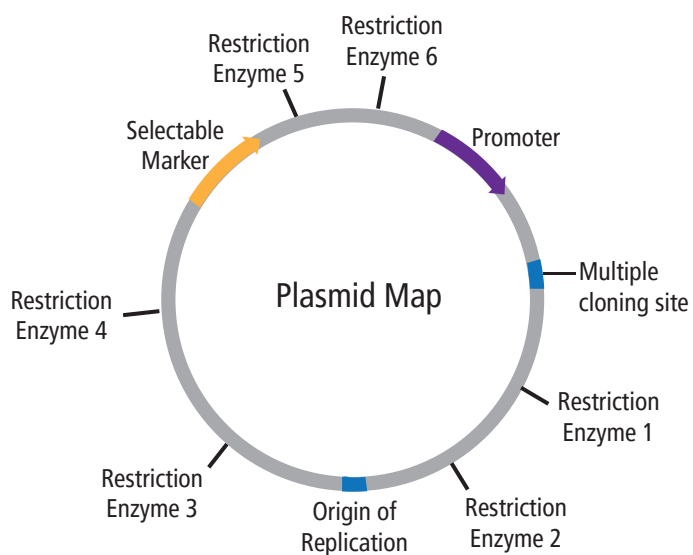 Restriction
Enzyme 5
Restriction
Enzyme 6
Selectable
Marker
Promoter
Plasmid Map
Multiple
cloning site
Restriction
Enzyme 4
Restriction
Enzyme 1
Restriction
Enzyme 3
Origin of
Replication
Restriction
Enzyme 2